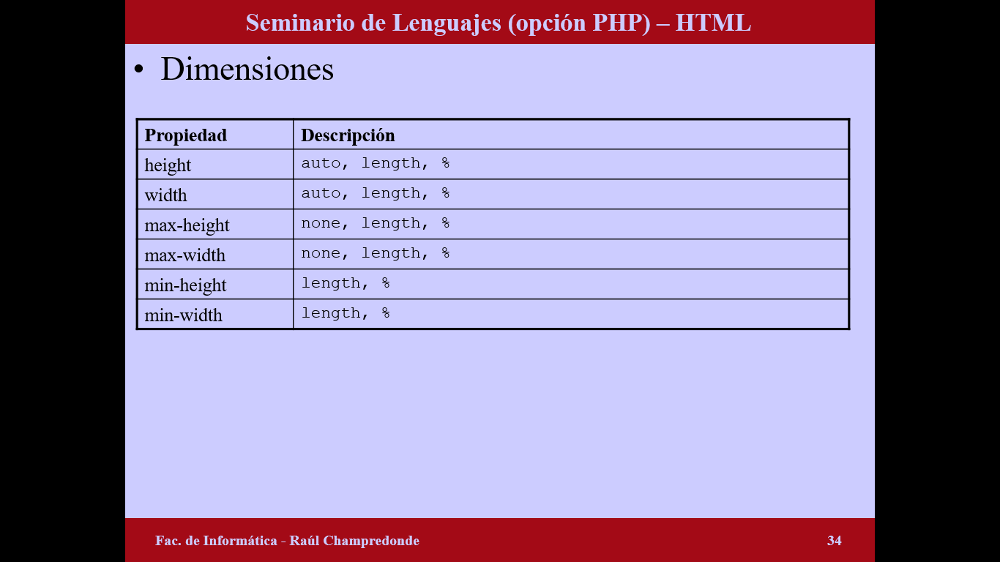 Seminario de Lenguajes (opción PHP) – HTML
• Dimensiones
Propiedad Descripción
height auto, length, %
width auto, length, %
max-height none, length, %
max-width none, length, %
min-height length, %
min-width length, %
Fac. de Informática - Raúl Champredonde 34